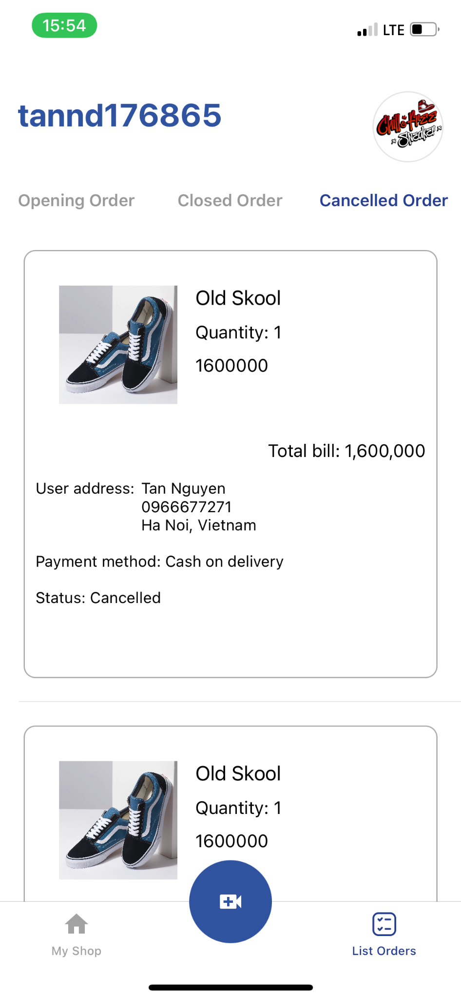 15:54
LTE
tannd176865
Chill & Free
Sneaker
Opening Order
Closed Order
Cancelled Order
Old Skool
Quantity: 1
1600000
Total bill: 1,600,000
User address: Tan Nguyen
0966677271
Ha Noi, Vietnam
Payment method: Cash on delivery
Status: Cancelled
Old Skool
Quantity: 1
1600000
My Shop
List Orders